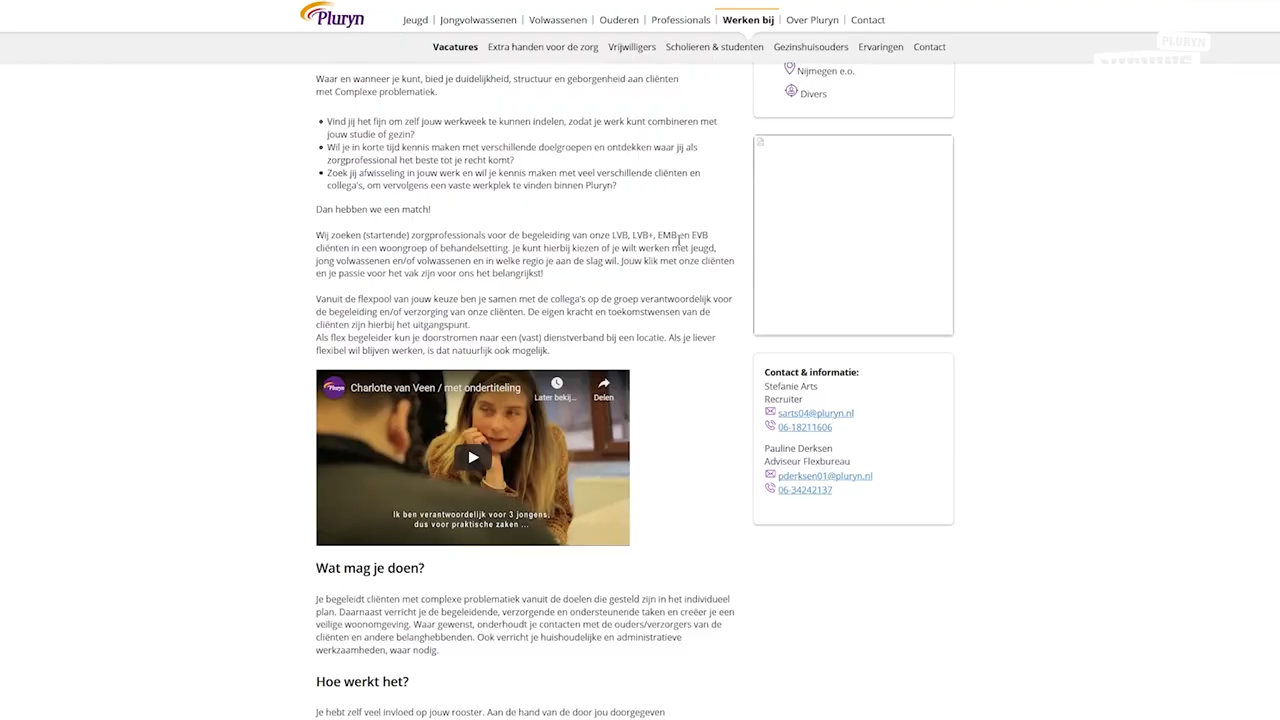 Pluryn
Jeugd | Jongvolwassenen | Volwassenen | Ouderen | Professionals | Werken bij | Over Pluryn | Contact
Vacatures Extra handen voor de zorg Vrijwilligers Scholieren & studenten Gezinshuisouders Ervaringen Contact
PLURYN
Waar en wanneer je kunt, bied je duidelijkheid, structuur en geborgenheid aan cliënten
met Complexe problematiek.
Vind jij het fijn om zelf jouw werkweek te kunnen indelen, zodat je werk kunt combineren met
jouw studie of gezin?
Wil je in korte tijd kennis maken met verschillende doelgroepen en ontdekken waar jij als
zorgprofessional het beste tot je recht komt?
Zoek jij afwisseling in jouw werk en wil je kennis maken met veel verschillende cliënten en
collega's, om vervolgens een vaste werkplek te vinden binnen Pluryn?
Dan hebben we een match!
Wij zoeken (startende) zorgprofessionals voor de begeleiding van onze LVB, LVB+, EMB en EVB
cliënten in een woongroep of behandelsetting. Je kunt hierbij kiezen of je wilt werken met jeugd,
jong volwassenen en/of volwassenen en in welke regio je aan de slag wil. Jouw klik met onze cliënten
en je passie voor het vak zijn voor ons het belangrijkst!
Vanuit de flexpool van jouw keuze ben je samen met de collega's op de groep verantwoordelijk voor
de begeleiding en/of verzorging van onze cliënten. De eigen kracht en toekomstwensen van de
cliënten zijn hierbij het uitgangspunt.
Als flex begeleider kun je doorstromen naar een (vast) dienstverband bij een locatie. Als je liever
flexibel wil blijven werken, is dat natuurlijk ook mogelijk.
Pluryn
Charlotte van Veen / met ondertiteling
Later bekij...
Delen
Ik ben verantwoordelijk voor 3 jongens,
dus voor praktische zaken ...
Wat mag je doen?
Je begeleidt cliënten met complexe problematiek vanuit de doelen die gesteld zijn in het individueel
plan. Daarnaast verricht je de begeleidende, verzorgende en ondersteunende taken en creëer je een
veilige woonomgeving. Waar gewenst, onderhoudt je contacten met de ouders/verzorgers van de
cliënten en andere belanghebbenden. Ook verricht je huishoudelijke en administratieve
werkzaamheden, waar nodig.
Hoe werkt het?
Je hebt zelf veel invloed op jouw rooster. Aan de hand van de door jou doorgegeven
Nijmegen e.o.
Divers
Contact & informatie:
Stefanie Arts
Recruiter
sarts04@pluryn.nl
06-18211606
Pauline Derksen
Adviseur Flexbureau
pderksen01@pluryn.nl
06-34242137